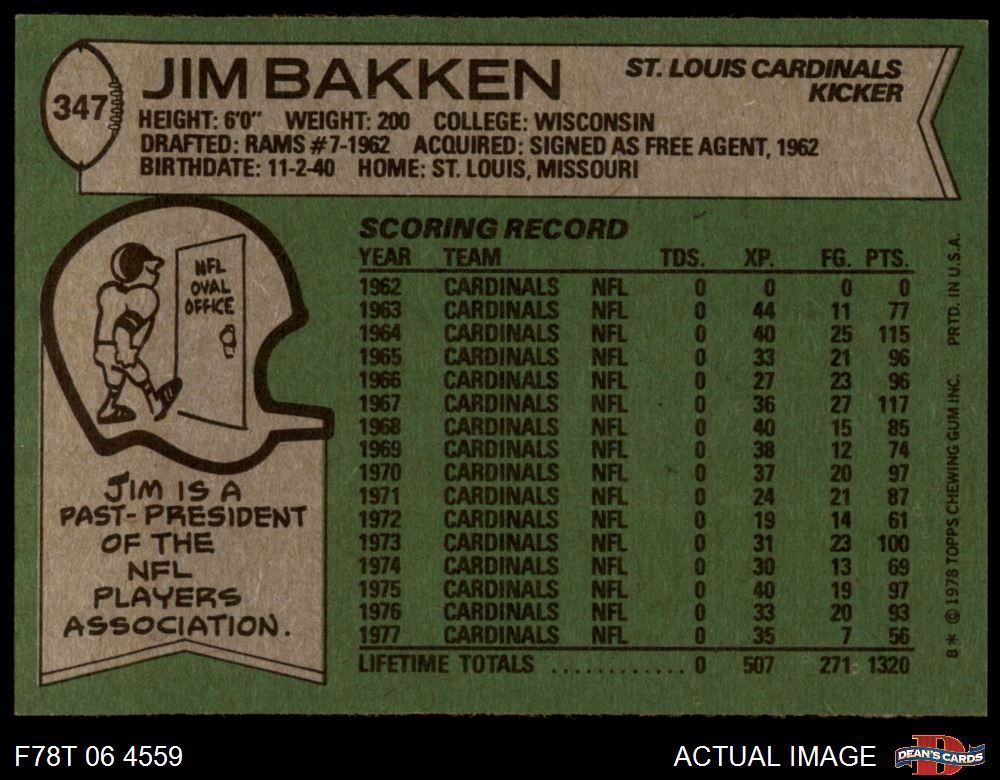 347
JIM BAKKEN
ST. LOUIS CARDINALS
KICKER
HEIGHT: 6'0" WEIGHT: 200 COLLEGE: WISCONSIN
DRAFTED: RAMS #7-1962 ACQUIRED: SIGNED AS FREE AGENT, 1962
BIRTHDATE: 11-2-40 HOME: ST. LOUIS, MISSOURI
NFL
OVAL
OFFICE
JIM IS A
PAST-PRESIDENT
OF THE
NFL
PLAYERS
ASSOCIATION.
SCORING RECORD
YEAR TEAM TDS. XP. FG. PTS.
1962 CARDINALS NFL 0 0 0 0
1963 CARDINALS NFL 0 44 11 77
1964 CARDINALS NFL 0 40 25 115
1965 CARDINALS NFL 0 33 21 96
1966 CARDINALS NFL 0 27 23 96
1967 CARDINALS NFL 0 36 27 117
1968 CARDINALS NFL 0 40 15 85
1969 CARDINALS NFL 0 38 12 74
1970 CARDINALS NFL 0 37 20 97
1971 CARDINALS NFL 0 24 21 87
1972 CARDINALS NFL 0 19 14 61
1973 CARDINALS NFL 0 31 23 100
1974 CARDINALS NFL 0 30 13 69
1975 CARDINALS NFL 0 40 19 97
1976 CARDINALS NFL 0 33 20 93
1977 CARDINALS NFL 0 35 7 56
LIFETIME TOTALS ............ 0 507 271 1320
B* © 1978 TOPPS CHEWING GUM INC. PRTD. IN U.S.A.
F78T 06 4559
ACTUAL IMAGE
DEAN'S CARDS